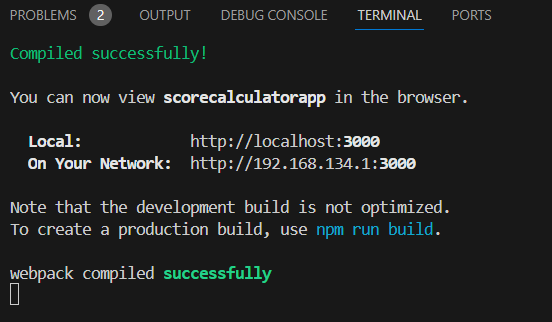 PROBLEMS 2 OUTPUT DEBUG CONSOLE TERMINAL PORTS
Compiled successfully!
You can now view scorecalculatorapp in the browser.
Local: http://localhost:3000
On Your Network: http://192.168.134.1:3000
Note that the development build is not optimized.
To create a production build, use npm run build.
webpack compiled successfully